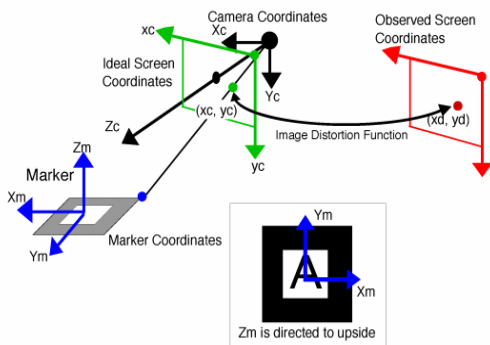 Camera Coordinates
xc
Xc
Observed Screen
Coordinates
Ideal Screen
Coordinates
Yc
(xc, yc)
(xd, yd)
Zc
Image Distortion Function
Zm
yc
Marker
Xm
Ym
Marker Coordinates
Ym
A
Xm
Zm is directed to upside